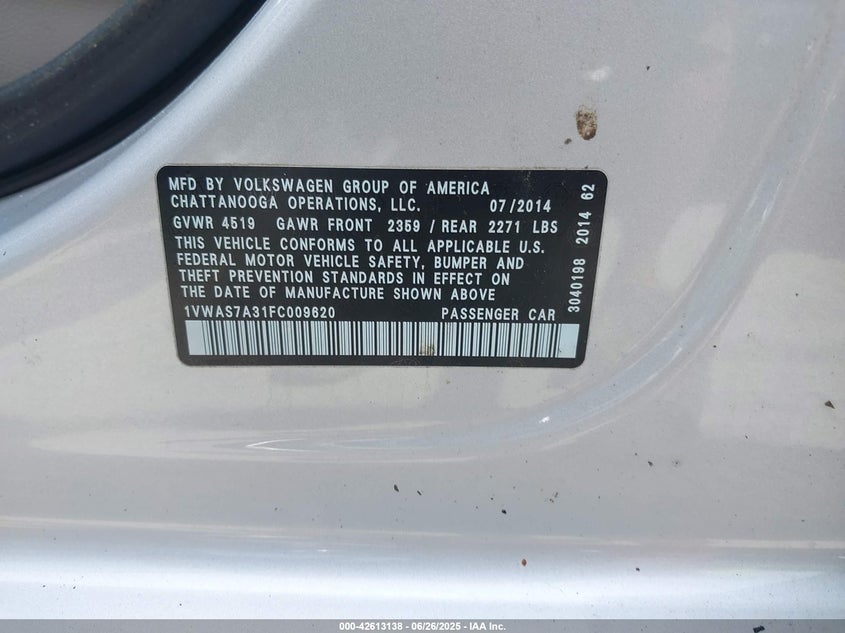 MFD BY VOLKSWAGEN GROUP OF AMERICA
CHATTANOOGA OPERATIONS, LLC. 07/2014
GVWR 4519 GAWR FRONT 2359 / REAR 2271 LBS
THIS VEHICLE CONFORMS TO ALL APPLICABLE U.S.
FEDERAL MOTOR VEHICLE SAFETY, BUMPER AND
THEFT PREVENTION STANDARDS IN EFFECT ON
THE DATE OF MANUFACTURE SHOWN ABOVE
1VWAS7A31FC009620 PASSENGER CAR
3040198 2014 62
000-42613138 - 06/26/2025 - IAA Inc.